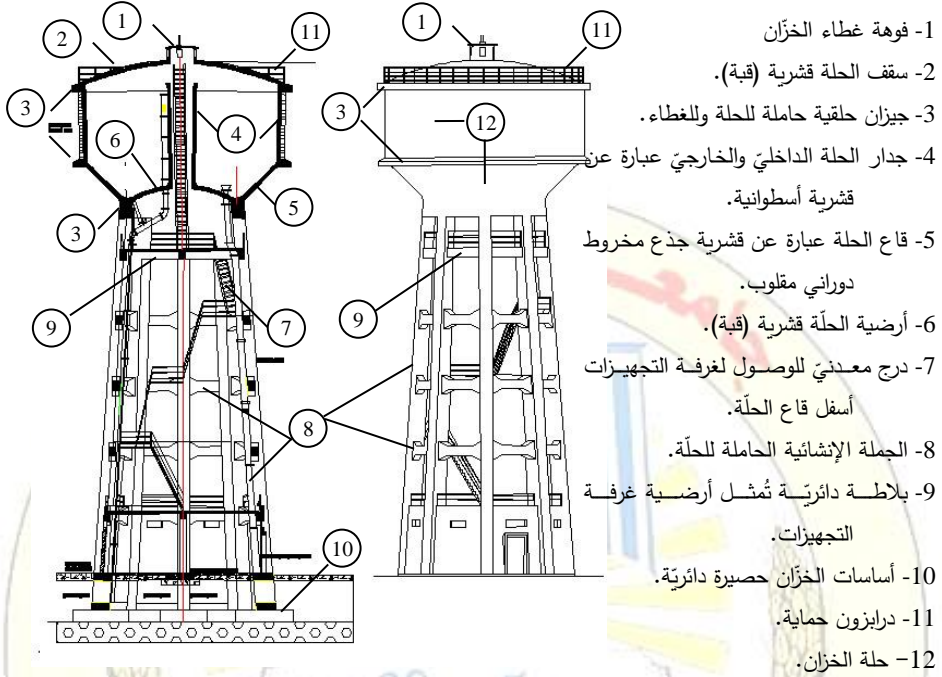 1
2
11
3
4
6
3
5
9
7
8
10
1
11
3
12
9
1- فوهة غطاء الخزّان
2- سقف الحلة قشرية (قبة).
3- جيزان حلقية حاملة للحلة وللغطاء.
4- جدار الحلة الداخليّ والخارجيّ عبارة عن
قشرية أسطوانية.
5- قاع الحلة عبارة عن قشرية جذع مخروط
دوراني مقلوب.
6- أرضية الحلّة قشرية (قبة).
7- درج معدنيّ للوصول لغرفة التجهيزات
أسفل قاع الحلّة.
8- الجملة الإنشائية الحاملة للحلّة.
9- بلاطة دائريّة تُمثل أرضية غرفة
التجهيزات.
10- أساسات الخزّان حصيرة دائريّة.
11- درابزون حماية.
12- حلة الخزان.
جامعـ